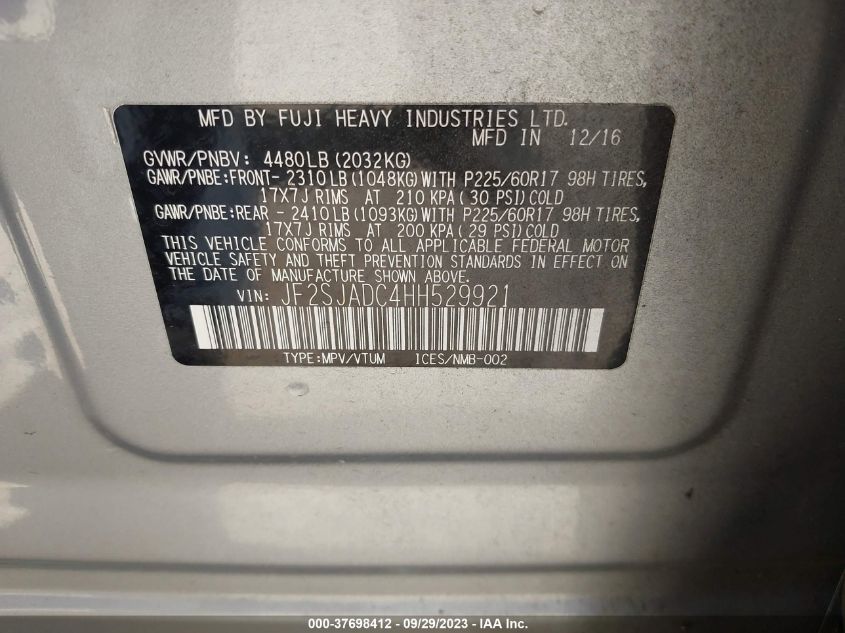 MFD BY FUJI HEAVY INDUSTRIES LTD.
MFD IN 12/16
GVWR/PNBV: 4480LB(2032KG)
GAWR/PNBE:FRONT- 2310LB(1048KG)WITH P225/60R17 98H TIRES,
17X7J RIMS AT 210 KPA(30 PSI)COLD
GAWR/PNBE:REAR - 2410LB(1093KG)WITH P225/60R17 98H TIRES,
17X7J RIMS AT 200 KPA(29 PSI)COLD
THIS VEHICLE CONFORMS TO ALL APPLICABLE FEDERAL MOTOR
VEHICLE SAFETY AND THEFT PREVENTION STANDARDS IN EFFECT ON
THE DATE OF MANUFACTURE SHOWN ABOVE.
VIN: JF2SJADC4HH529921
TYPE:MPV/VTUM ICES/NMB-002
000-37698412 - 09/29/2023 - IAA Inc.